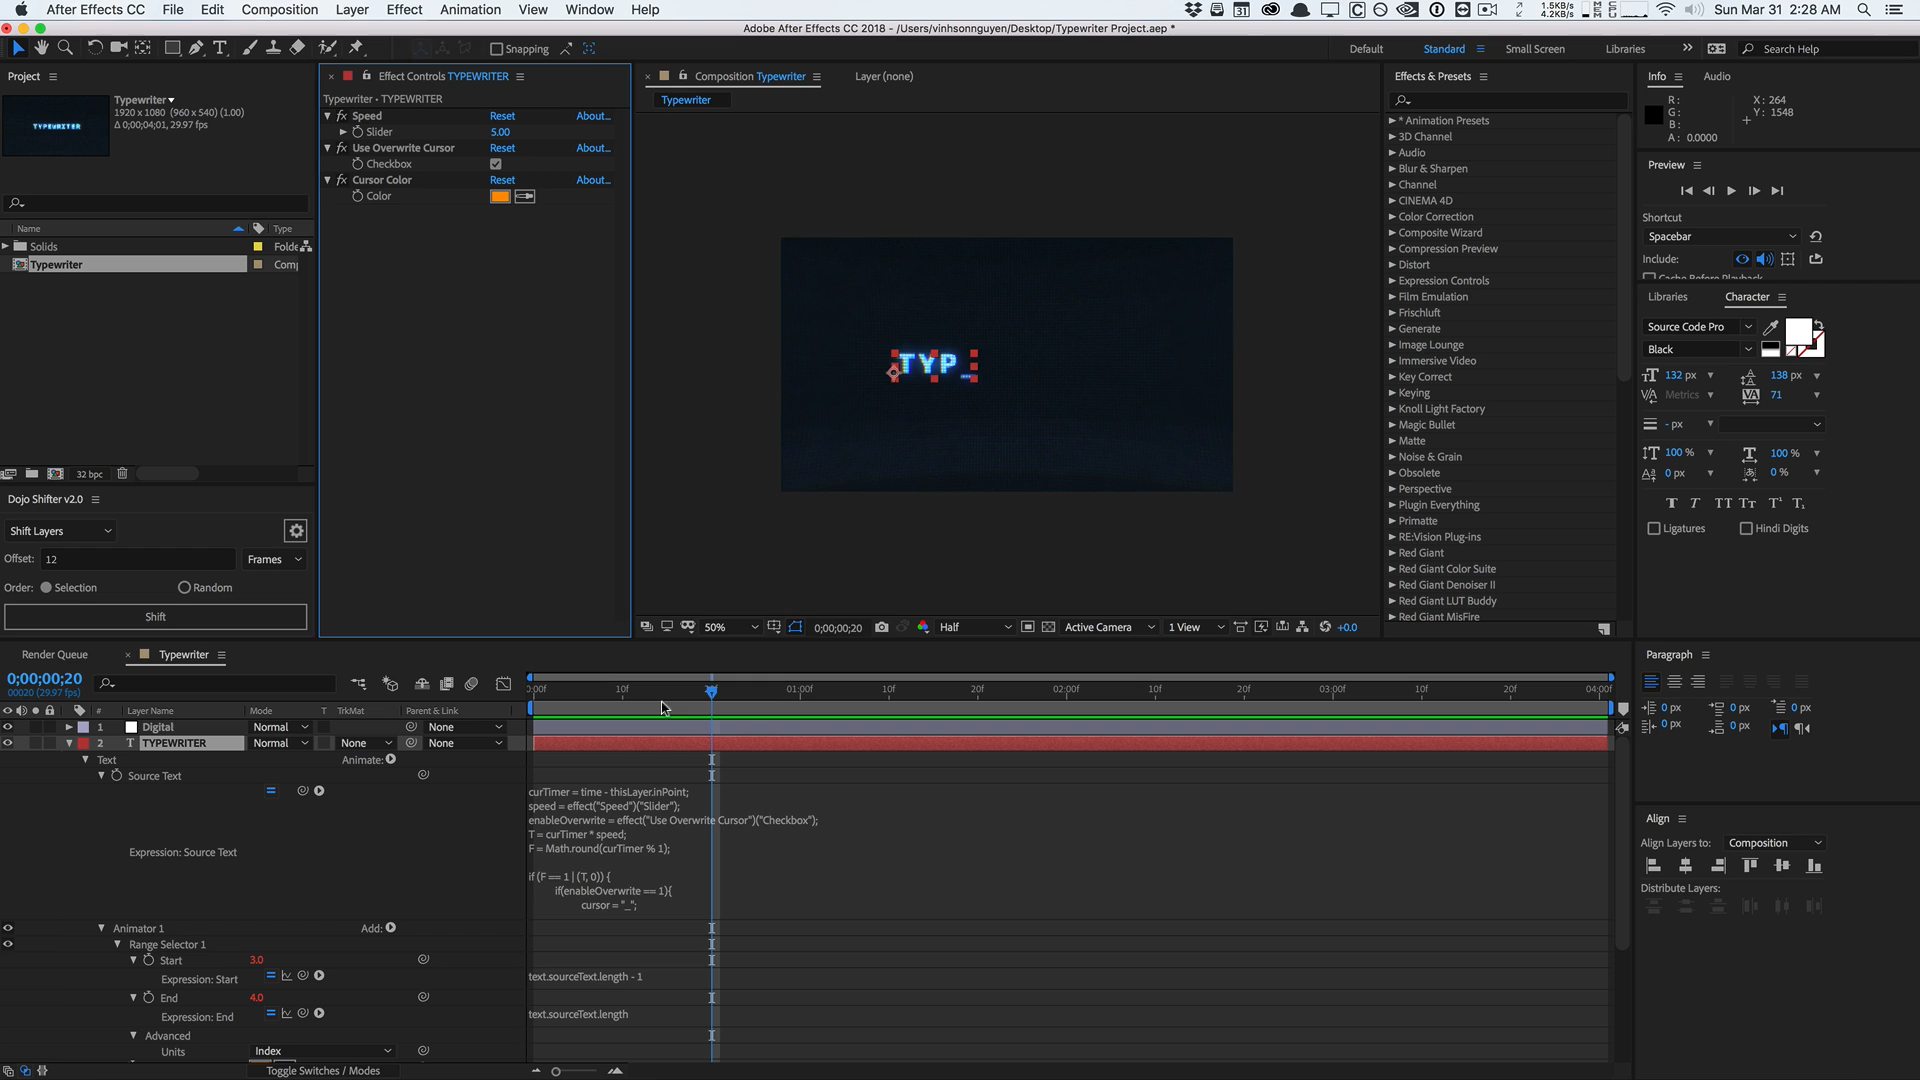 After Effects CC File Edit Composition Layer Effect Animation View Window Help
1.5KB/s
4.2KB/s
Sun Mar 31 2:28 AM
Adobe After Effects CC 2018 - /Users/vinhsonnguyen/Desktop/Typewriter Project.aep *
Snapping
Default Standard Small Screen Libraries Search Help
Project
Typewriter
1920 x 1080 (960 x 540) (1.00)
Δ 0;00;04;01, 29.97 fps
TYPEWRITER
Name Type
Solids Folde
Typewriter Comp
32 bpc
Dojo Shifter v2.0
Shift Layers
Offset: 12 Frames
Order: Selection Random
Shift
Effect Controls TYPEWRITER
Typewriter • TYPEWRITER
fx Speed Reset About...
Slider 5.00
fx Use Overwrite Cursor Reset About...
Checkbox
fx Cursor Color Reset About...
Color
Composition Typewriter Layer (none)
Typewriter
TYP_
50% 0;00;00;20 Half Active Camera 1 View +0.0
Effects & Presets
* Animation Presets
3D Channel
Audio
Blur & Sharpen
Channel
CINEMA 4D
Color Correction
Composite Wizard
Compression Preview
Distort
Expression Controls
Film Emulation
Frischluft
Generate
Image Lounge
Immersive Video
Key Correct
Keying
Knoll Light Factory
Magic Bullet
Matte
Noise & Grain
Obsolete
Perspective
Plugin Everything
Primatte
RE:Vision Plug-ins
Red Giant
Red Giant Color Suite
Red Giant Denoiser II
Red Giant LUT Buddy
Red Giant MisFire
Info Audio
R: X: 264
G: Y: 1548
B:
A: 0.0000
Preview
Shortcut
Spacebar
Include:
Cache Before Playback
Libraries Character
Source Code Pro
Black
132 px 138 px
Metrics 71
- px
100 % 100 %
0 px 0 %
Ligatures Hindi Digits
Paragraph
0 px 0 px 0 px
0 px 0 px
Align
Align Layers to: Composition
Distribute Layers:
Render Queue Typewriter
0;00;00;20
00020 (29.97 fps)
:00f 10f 01:00f 10f 20f 02:00f 10f 20f 03:00f 10f 20f 04:00f
# Layer Name Mode T TrkMat Parent & Link
1 Digital Normal None
2 T TYPEWRITER Normal None None
Text Animate:
Source Text
Expression: Source Text
curTimer = time - thisLayer.inPoint;
speed = effect("Speed")("Slider");
enableOverwrite = effect("Use Overwrite Cursor")("Checkbox");
T = curTimer * speed;
F = Math.round(curTimer % 1);
if (F == 1 | (T, 0)) {
if(enableOverwrite == 1){
cursor = "_";
Animator 1 Add:
Range Selector 1
Start 3.0
Expression: Start text.sourceText.length - 1
End 4.0
Expression: End text.sourceText.length
Advanced
Units Index
Toggle Switches / Modes